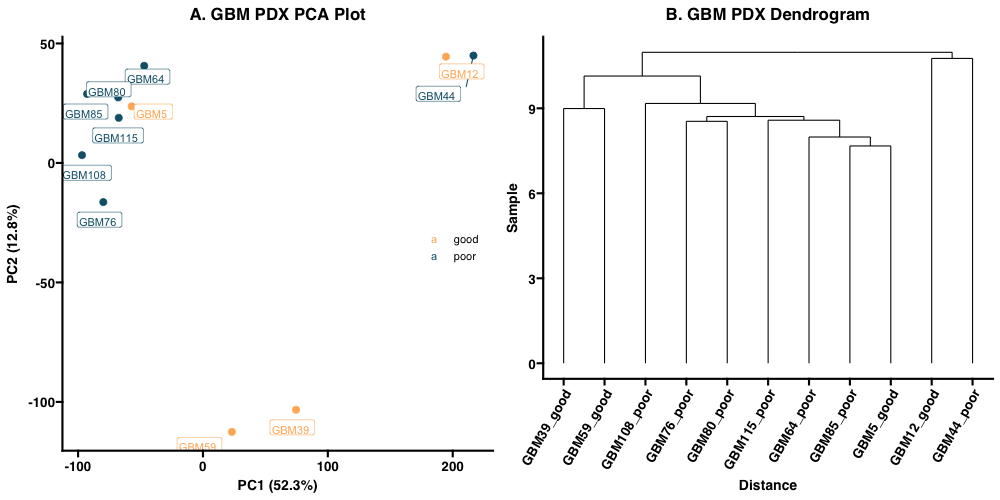 A. GBM PDX PCA Plot
50
0
-50
-100
PC2 (12.8%)
GBM64
GBM80
GBM85
GBM5
GBM115
GBM108
GBM76
GBM12
GBM44
a good
a poor
GBM39
GBM59
-100
0
100
200
PC1 (52.3%)
B. GBM PDX Dendrogram
9
6
3
0
Sample
GBM39_good
GBM59_good
GBM108_poor
GBM76_poor
GBM80_poor
GBM115_poor
GBM64_poor
GBM85_poor
GBM5_good
GBM12_good
GBM44_poor
Distance